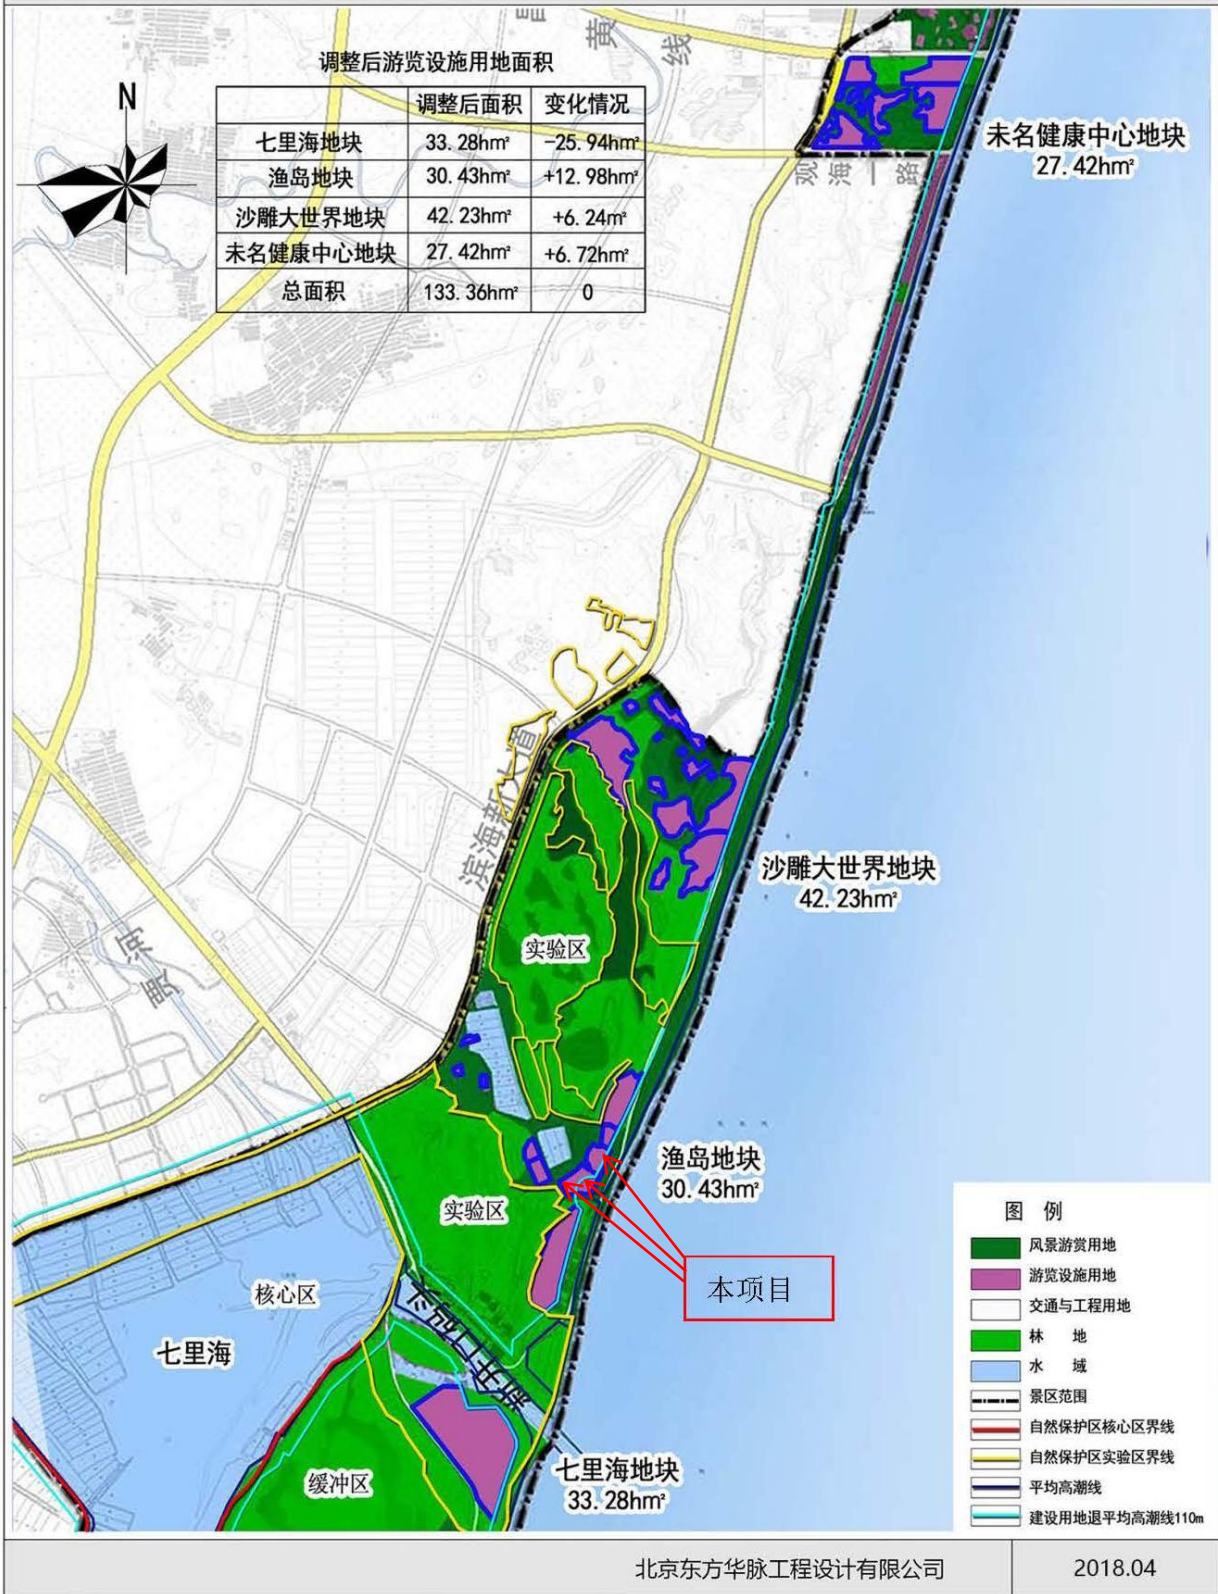 昌
黄
线
调整后游览设施用地面积
调整后面积 变化情况
七里海地块 33.28hm² -25.94hm²
渔岛地块 30.43hm² +12.98hm²
沙雕大世界地块 42.23hm² +6.24m²
未名健康中心地块 27.42hm² +6.72hm²
总面积 133.36hm² 0
N
未名健康中心地块
27.42hm²
观海一路
滨海新大道
沙雕大世界地块
42.23hm²
实验区
贾河
渔岛地块
30.43hm²
实验区
本项目
核心区
七里海
新开口码头
缓冲区
七里海地块
33.28hm²
图 例
风景游赏用地
游览设施用地
交通与工程用地
林 地
水 域
景区范围
自然保护区核心区界线
自然保护区实验区界线
平均高潮线
建设用地退平均高潮线110m
北京东方华脉工程设计有限公司 2018.04